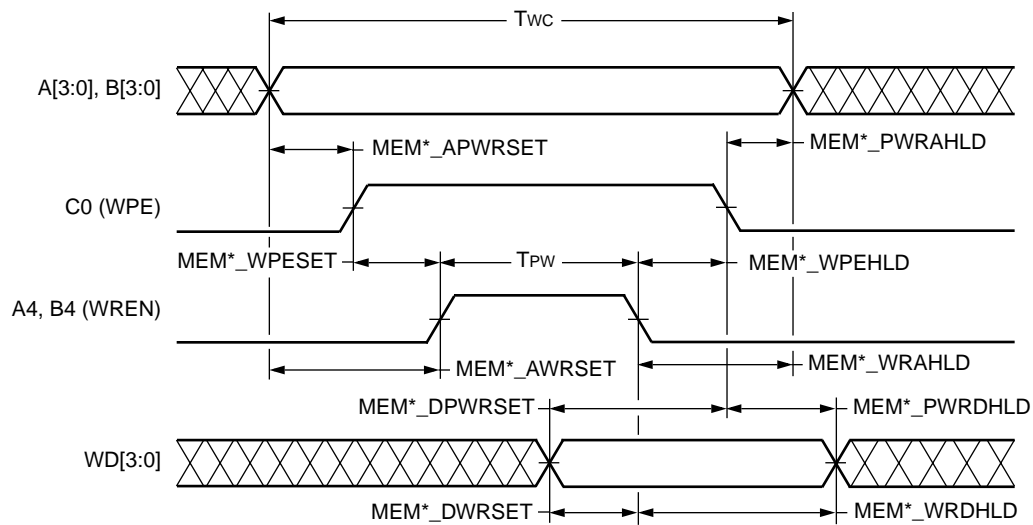 TWC
A[3:0], B[3:0]
MEM*_APWRSET
MEM*_PWRAHLD
C0 (WPE)
MEM*_WPESET
TPW
MEM*_WPEHLD
A4, B4 (WREN)
MEM*_AWRSET
MEM*_WRAHLD
MEM*_DPWRSET
MEM*_PWRDHLD
WD[3:0]
MEM*_DWRSET
MEM*_WRDHLD